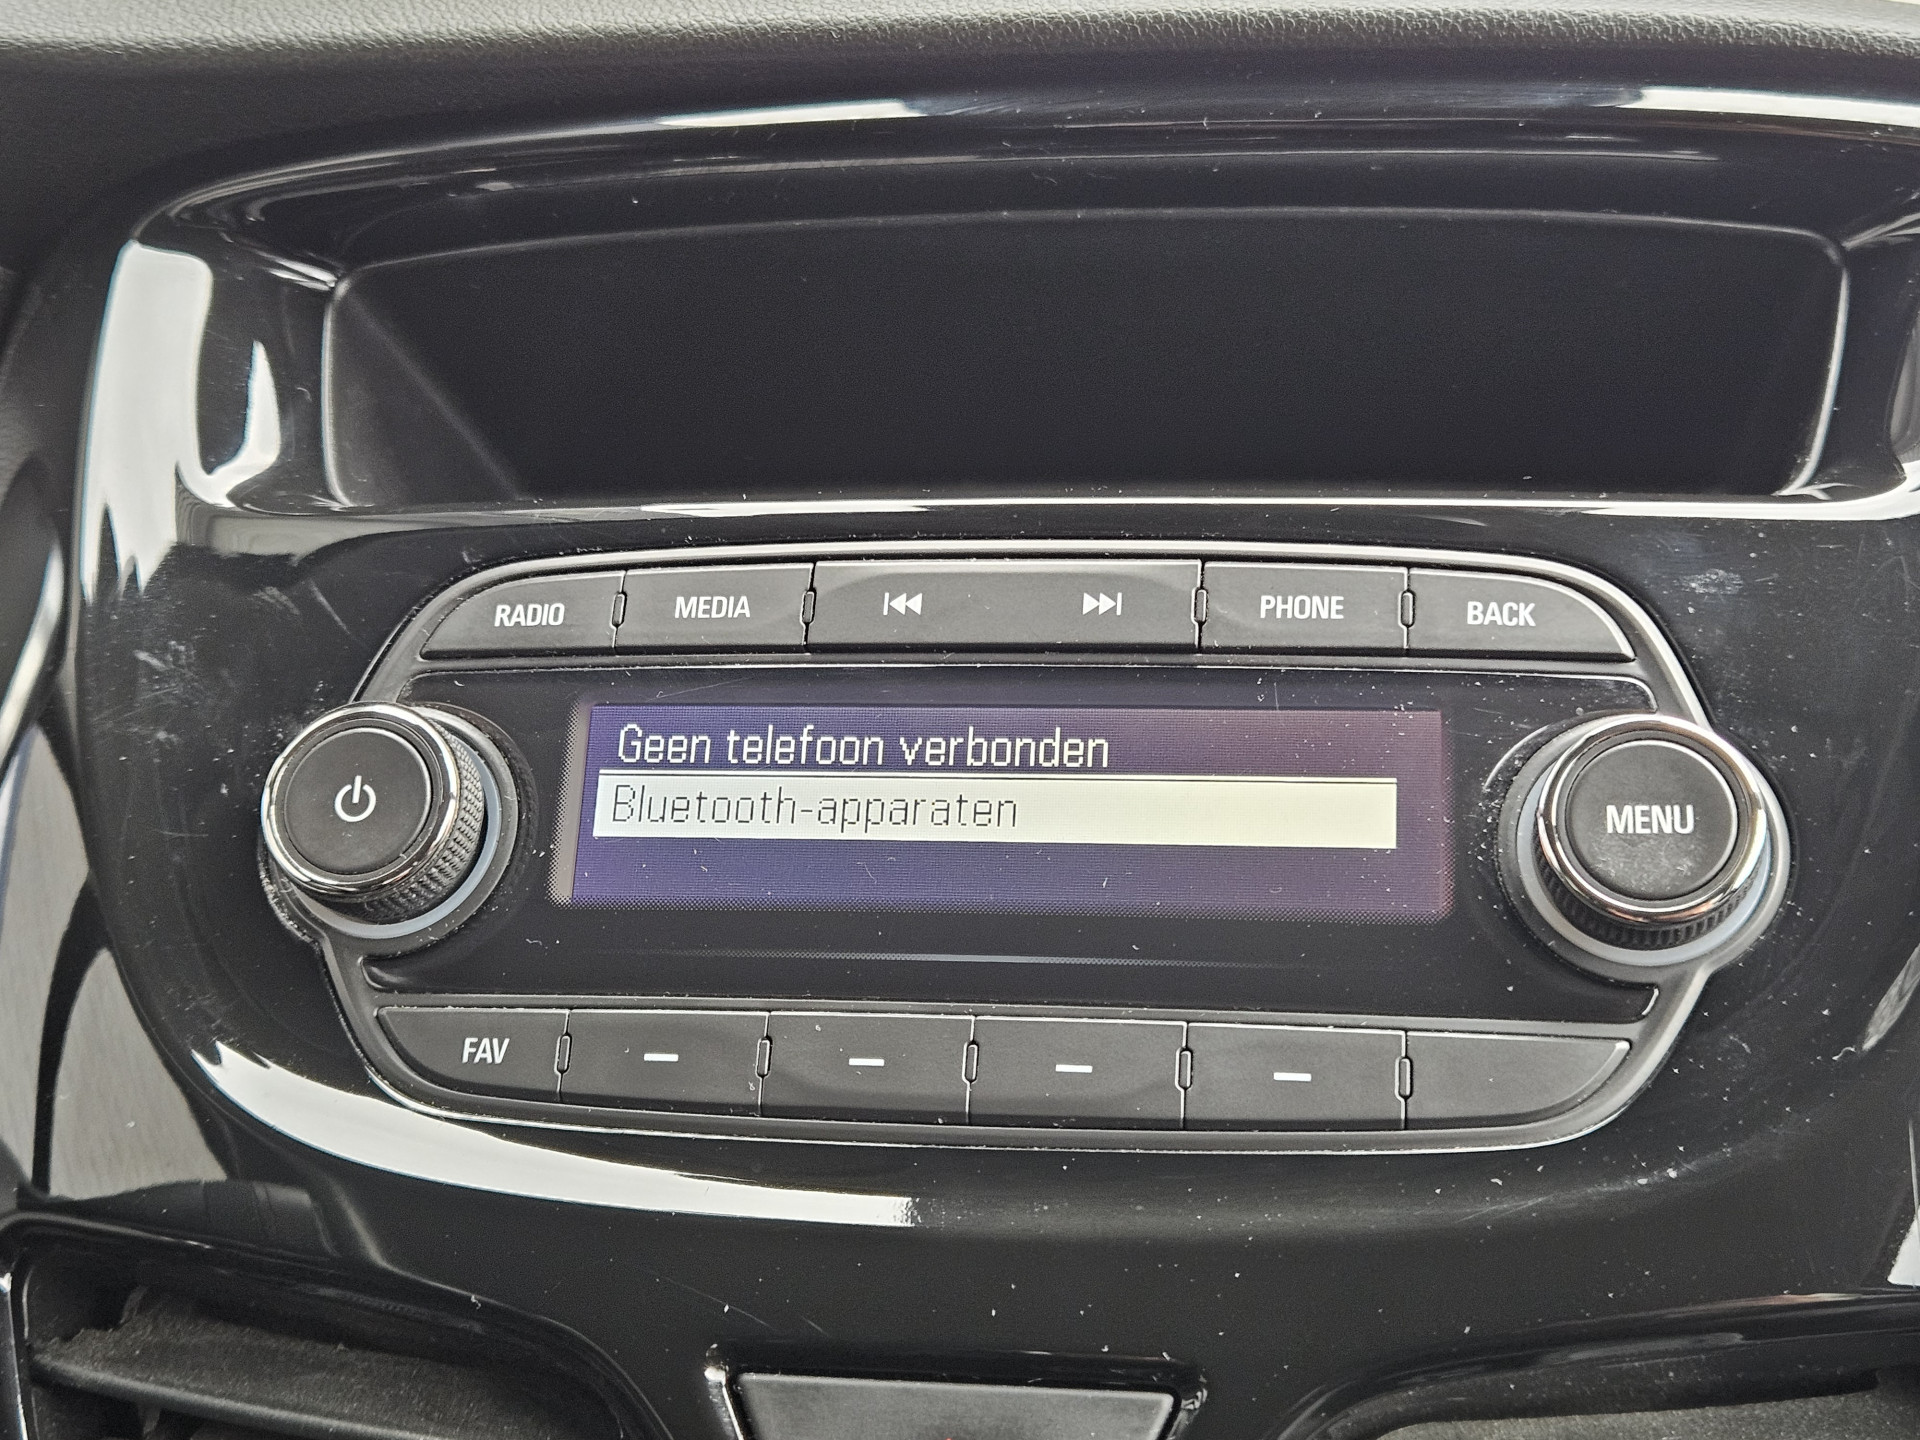 RADIO MEDIA PHONE BACK
Geen telefoon verbonden
Bluetooth-apparaten
MENU
FAV